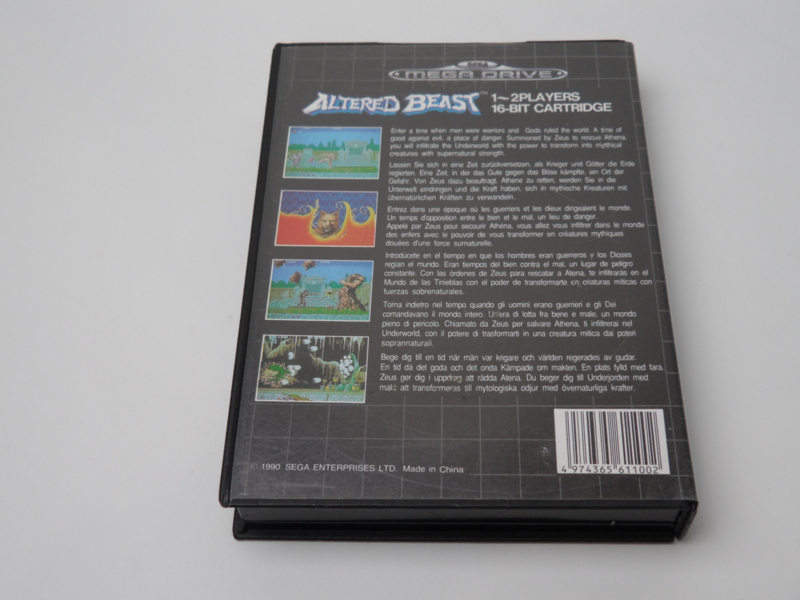 SEGA
MEGA DRIVE
ALTERED BEAST™
1~2PLAYERS
16-BIT CARTRIDGE
Enter a time when men were warriors and Gods ruled the world. A time of
good against evil, a place of danger. Summoned by Zeus to rescue Athena,
you will infiltrate the Underworld with the power to transform into mythical
creatures with supernatural strength.
Lassen Sie sich in eine Zeit zurückversetzen, als Krieger und Götter die Erde
regierten. Eine Zeit, in der das Gute gegen das Böse kämpfte, ein Ort der
Gefahr. Von Zeus dazu beauftragt, Athene zu retten, werden Sie in die
Unterwelt eindringen und die Kraft haben, sich in mythische Kreaturen mit
übernatürlichen Kräften zu verwandeln.
Entrez dans une époque où les guerriers et les dieux dirigeaient le monde.
Un temps d'opposition entre le bien et le mal, un lieu de danger.
Appelé par Zeus pour secourir Athéna, vous allez vous infiltrer dans le monde
des enfers avec le pouvoir de vous transformer en créatures mythiques
douées d'une force surnaturelle.
Introdúcete en el tiempo en que los hombres eran guerreros y los Dioses
regían el mundo. Eran tiempos del bien contra el mal, un lugar de peligro
constante. Con las órdenes de Zeus para rescatar a Atena, te infiltrarás en el
Mundo de las Tinieblas con el poder de transformarte en criaturas míticas con
fuerzas sobrenaturales.
Torna indietro nel tempo quando gli uomini erano guerrieri e gli Dei
comandavano il mondo intero. Un'era di lotta fra bene e male, un mondo
peno di pericolo. Chiamato da Zeus per salvare Athena, ti infiltrerai nel
Underworld, con il potere di trasformarti in una creatura mitica dai poteri
soprannaturali.
Bege dig till en tid när män var krigare och världen regerades av gudar.
En tid då det goda och det onda Kämpade om makten. En plats fylld med fara.
Zeus ger dig i uppdrag att rädda Atena. Du beger dig till Underjorden med
makt att transformeras till mytologiska odjur med övernaturliga krafter.
1990 SEGA ENTERPRISES LTD. Made in China
4 974365 611002